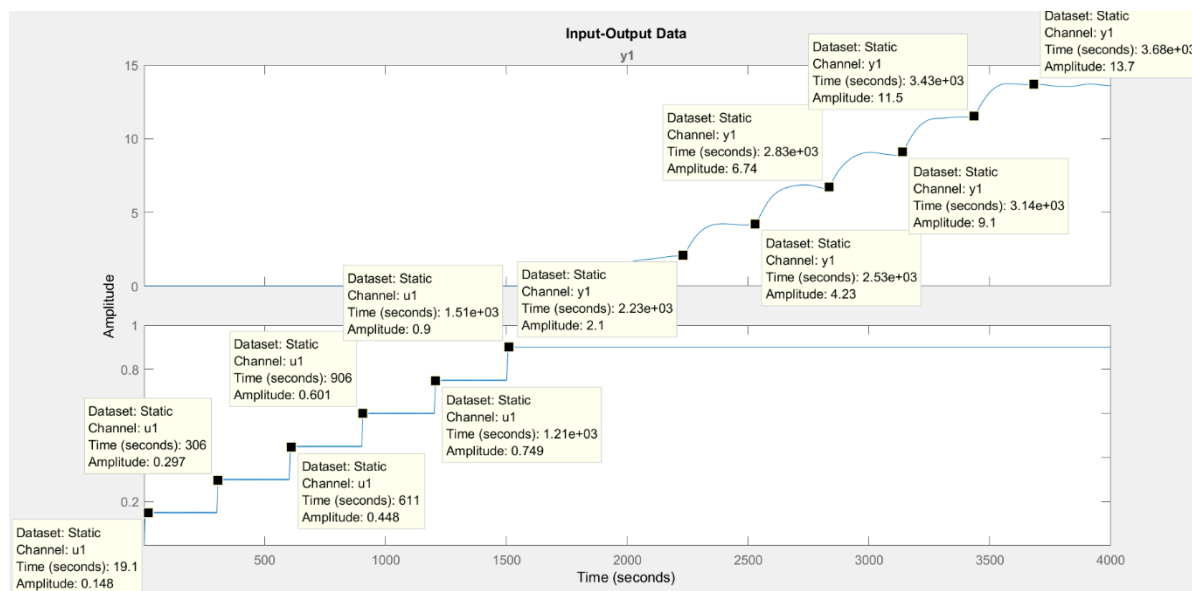 Input-Output Data
y1
Dataset: Static
Channel: y1
Time (seconds): 3.68e+03
Amplitude: 13.7
Dataset: Static
Channel: y1
Time (seconds): 3.43e+03
Amplitude: 11.5
Dataset: Static
Channel: y1
Time (seconds): 2.83e+03
Amplitude: 6.74
Dataset: Static
Channel: y1
Time (seconds): 3.14e+03
Amplitude: 9.1
Dataset: Static
Channel: y1
Time (seconds): 2.53e+03
Amplitude: 4.23
Dataset: Static
Channel: y1
Time (seconds): 2.23e+03
Amplitude: 2.1
15
10
5
0
Amplitude
Dataset: Static
Channel: u1
Time (seconds): 1.51e+03
Amplitude: 0.9
Dataset: Static
Channel: u1
Time (seconds): 906
Amplitude: 0.601
Dataset: Static
Channel: u1
Time (seconds): 1.21e+03
Amplitude: 0.749
Dataset: Static
Channel: u1
Time (seconds): 306
Amplitude: 0.297
Dataset: Static
Channel: u1
Time (seconds): 611
Amplitude: 0.448
Dataset: Static
Channel: u1
Time (seconds): 19.1
Amplitude: 0.148
1
0.8
0.2
500 1000 1500 2000 2500 3000 3500 4000
Time (seconds)